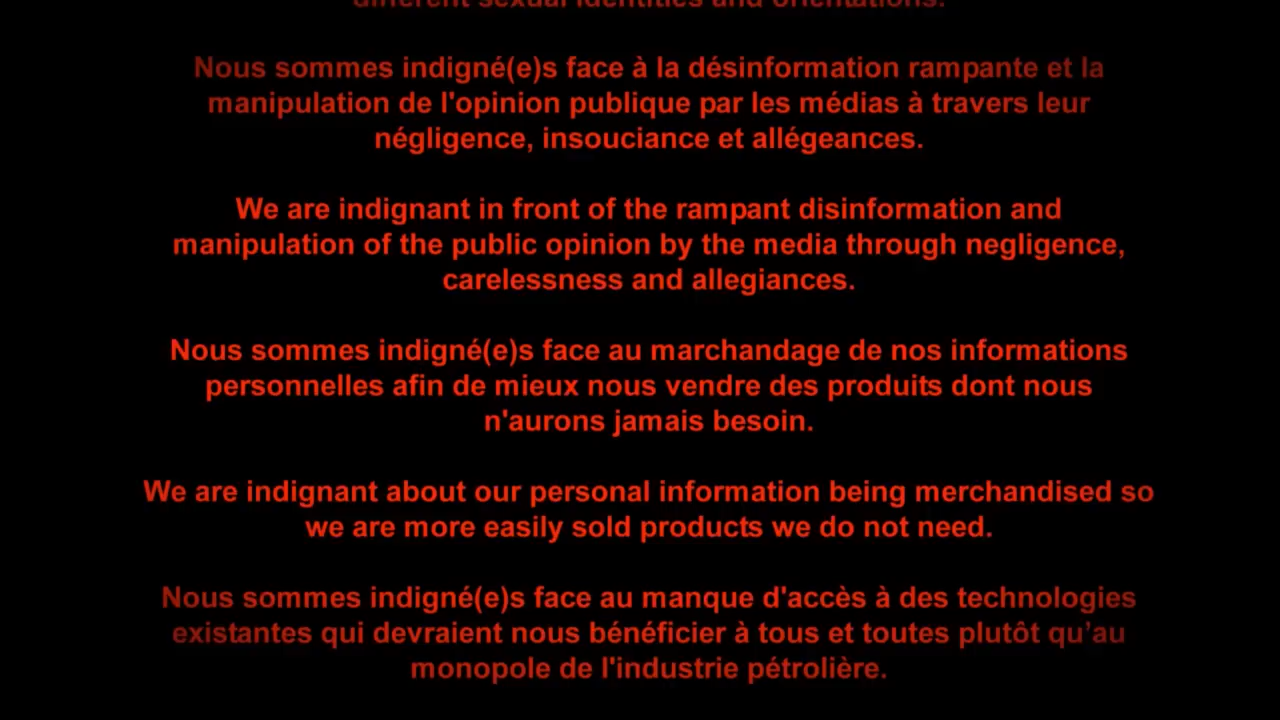 different sexual identities and orientations.
Nous sommes indigné(e)s face à la désinformation rampante et la
manipulation de l'opinion publique par les médias à travers leur
négligence, insouciance et allégeances.
We are indignant in front of the rampant disinformation and
manipulation of the public opinion by the media through negligence,
carelessness and allegiances.
Nous sommes indigné(e)s face au marchandage de nos informations
personnelles afin de mieux nous vendre des produits dont nous
n'aurons jamais besoin.
We are indignant about our personal information being merchandised so
we are more easily sold products we do not need.
Nous sommes indigné(e)s face au manque d'accès à des technologies
existantes qui devraient nous bénéficier à tous et toutes plutôt qu’au
monopole de l'industrie pétrolière.